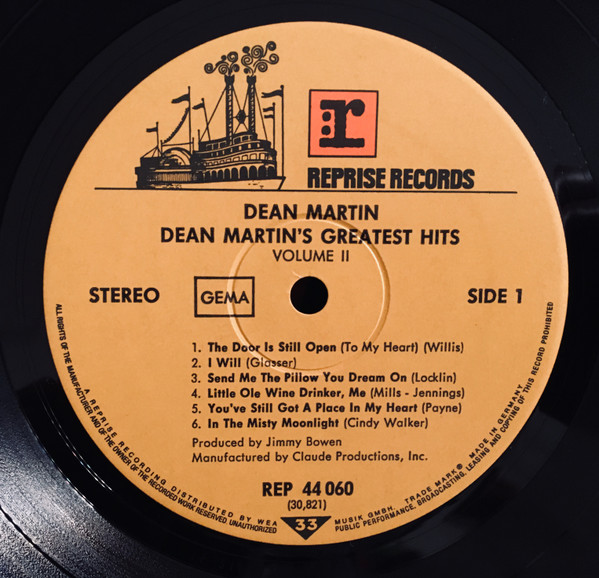 r
REPRISE RECORDS
DEAN MARTIN
DEAN MARTIN'S GREATEST HITS
VOLUME II
STEREO GEMA SIDE 1
1. The Door Is Still Open (To My Heart) (Willis)
2. I Will (Glasser)
3. Send Me The Pillow You Dream On (Locklin)
4. Little Ole Wine Drinker, Me (Mills - Jennings)
5. You've Still Got A Place In My Heart (Payne)
6. In The Misty Moonlight (Cindy Walker)
Produced by Jimmy Bowen
Manufactured by Claude Productions, Inc.
REP 44 060
(30,821)
33
A REPRISE RECORDING DISTRIBUTED BY WEA MUSIK GMBH. TRADE MARK® MADE IN GERMANY
ALL RIGHTS OF THE MANUFACTURER AND OF THE OWNER OF THE RECORDED WORK RESERVED. UNAUTHORIZED PUBLIC PERFORMANCE, BROADCASTING, LEASING AND COPYING OF THIS RECORD PROHIBITED